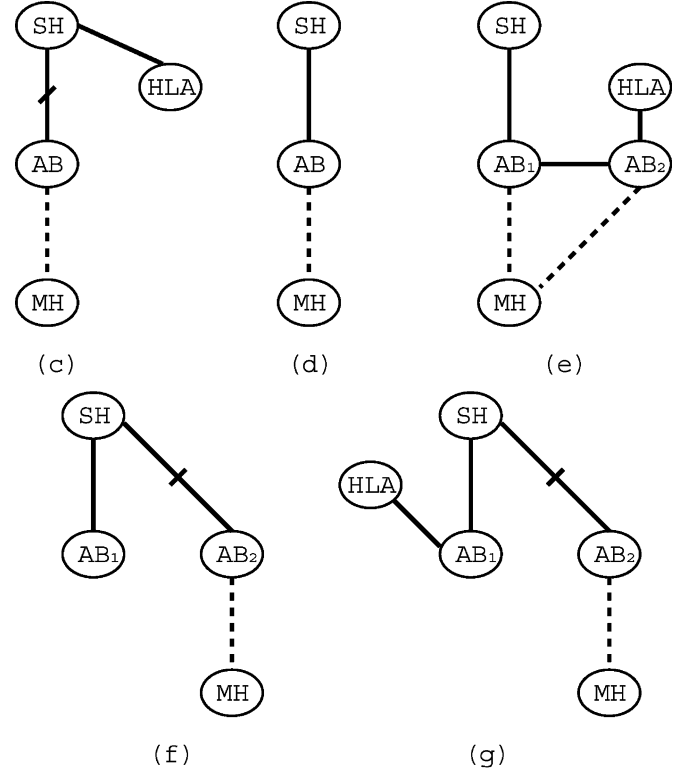 SH SH SH
HLA HLA
AB AB AB₁ AB₂
MH MH MH
(c) (d) (e)
SH SH
HLA
AB₁ AB₂ AB₁ AB₂
MH MH
(f) (g)